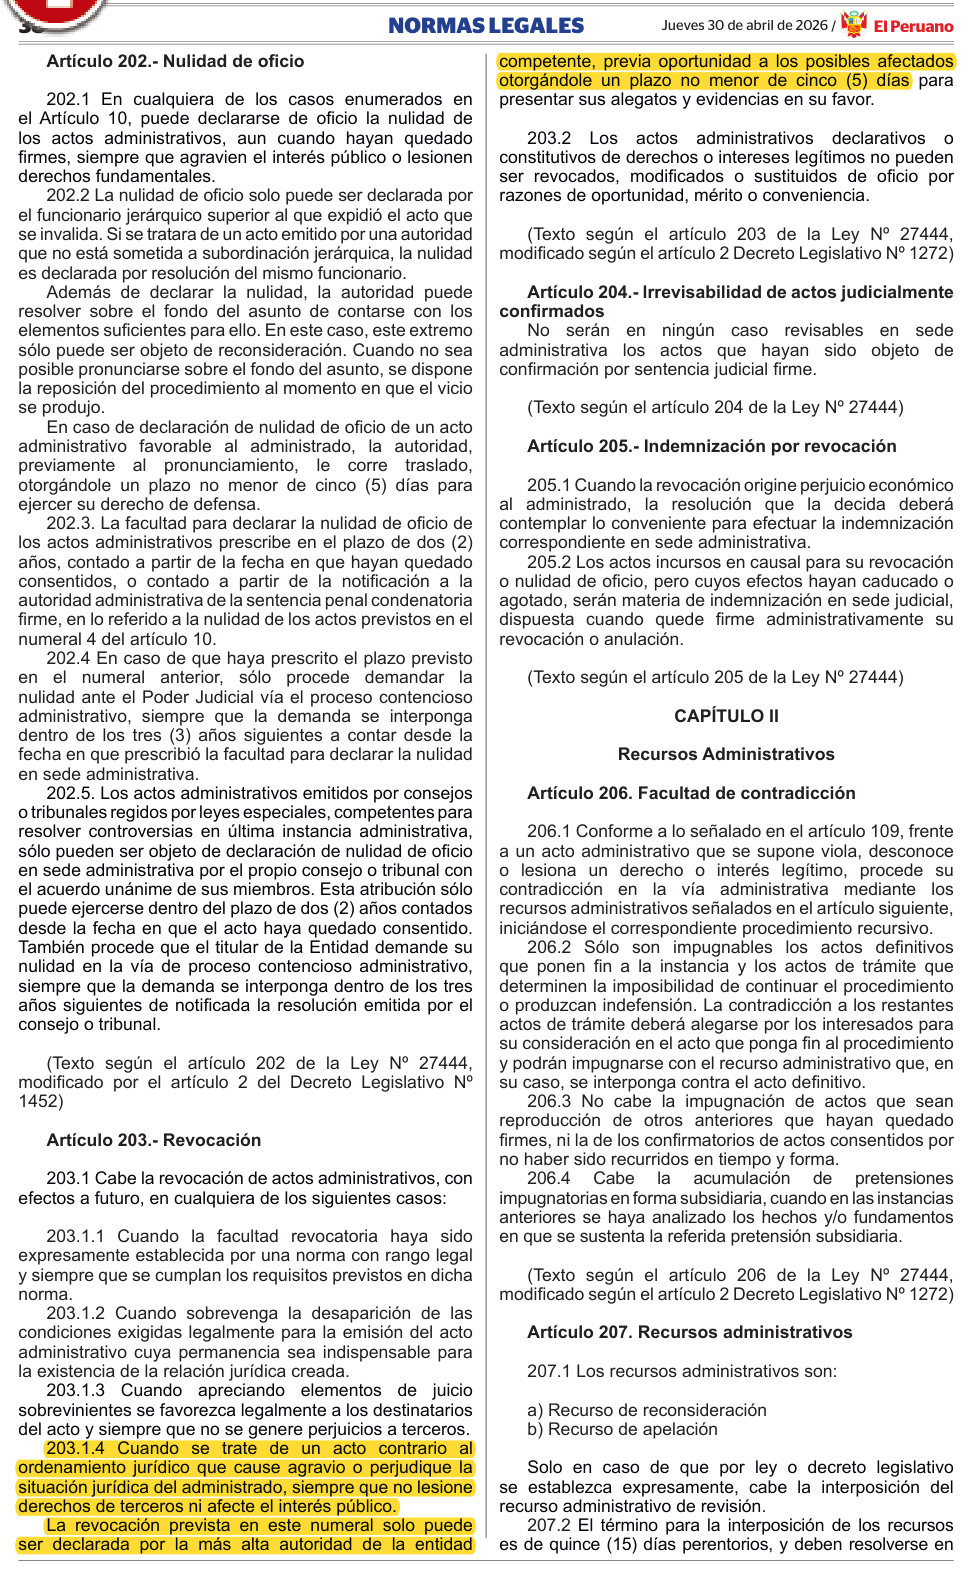 NORMAS LEGALES
Jueves 30 de abril de 2026 / El Peruano
Artículo 202.- Nulidad de oficio
202.1 En cualquiera de los casos enumerados en
el Artículo 10, puede declararse de oficio la nulidad de
los actos administrativos, aun cuando hayan quedado
firmes, siempre que agravien el interés público o lesionen
derechos fundamentales.
202.2 La nulidad de oficio solo puede ser declarada por
el funcionario jerárquico superior al que expidió el acto que
se invalida. Si se tratara de un acto emitido por una autoridad
que no está sometida a subordinación jerárquica, la nulidad
es declarada por resolución del mismo funcionario.
Además de declarar la nulidad, la autoridad puede
resolver sobre el fondo del asunto de contarse con los
elementos suficientes para ello. En este caso, este extremo
sólo puede ser objeto de reconsideración. Cuando no sea
posible pronunciarse sobre el fondo del asunto, se dispone
la reposición del procedimiento al momento en que el vicio
se produjo.
En caso de declaración de nulidad de oficio de un acto
administrativo favorable al administrado, la autoridad,
previamente al pronunciamiento, le corre traslado,
otorgándole un plazo no menor de cinco (5) días para
ejercer su derecho de defensa.
202.3. La facultad para declarar la nulidad de oficio de
los actos administrativos prescribe en el plazo de dos (2)
años, contado a partir de la fecha en que hayan quedado
consentidos, o contado a partir de la notificación a la
autoridad administrativa de la sentencia penal condenatoria
firme, en lo referido a la nulidad de los actos previstos en el
numeral 4 del artículo 10.
202.4 En caso de que haya prescrito el plazo previsto
en el numeral anterior, sólo procede demandar la
nulidad ante el Poder Judicial vía el proceso contencioso
administrativo, siempre que la demanda se interponga
dentro de los tres (3) años siguientes a contar desde la
fecha en que prescribió la facultad para declarar la nulidad
en sede administrativa.
202.5. Los actos administrativos emitidos por consejos
o tribunales regidos por leyes especiales, competentes para
resolver controversias en última instancia administrativa,
sólo pueden ser objeto de declaración de nulidad de oficio
en sede administrativa por el propio consejo o tribunal con
el acuerdo unánime de sus miembros. Esta atribución sólo
puede ejercerse dentro del plazo de dos (2) años contados
desde la fecha en que el acto haya quedado consentido.
También procede que el titular de la Entidad demande su
nulidad en la vía de proceso contencioso administrativo,
siempre que la demanda se interponga dentro de los tres
años siguientes de notificada la resolución emitida por el
consejo o tribunal.
(Texto según el artículo 202 de la Ley Nº 27444,
modificado por el artículo 2 del Decreto Legislativo Nº
1452)
Artículo 203.- Revocación
203.1 Cabe la revocación de actos administrativos, con
efectos a futuro, en cualquiera de los siguientes casos:
203.1.1 Cuando la facultad revocatoria haya sido
expresamente establecida por una norma con rango legal
y siempre que se cumplan los requisitos previstos en dicha
norma.
203.1.2 Cuando sobrevenga la desaparición de las
condiciones exigidas legalmente para la emisión del acto
administrativo cuya permanencia sea indispensable para
la existencia de la relación jurídica creada.
203.1.3 Cuando apreciando elementos de juicio
sobrevinientes se favorezca legalmente a los destinatarios
del acto y siempre que no se genere perjuicios a terceros.
203.1.4 Cuando se trate de un acto contrario al
ordenamiento jurídico que cause agravio o perjudique la
situación jurídica del administrado, siempre que no lesione
derechos de terceros ni afecte el interés público.
La revocación prevista en este numeral solo puede
ser declarada por la más alta autoridad de la entidad
competente, previa oportunidad a los posibles afectados
otorgándole un plazo no menor de cinco (5) días para
presentar sus alegatos y evidencias en su favor.
203.2 Los actos administrativos declarativos o
constitutivos de derechos o intereses legítimos no pueden
ser revocados, modificados o sustituidos de oficio por
razones de oportunidad, mérito o conveniencia.
(Texto según el artículo 203 de la Ley Nº 27444,
modificado según el artículo 2 Decreto Legislativo Nº 1272)
Artículo 204.- Irrevisabilidad de actos judicialmente
confirmados
No serán en ningún caso revisables en sede
administrativa los actos que hayan sido objeto de
confirmación por sentencia judicial firme.
(Texto según el artículo 204 de la Ley Nº 27444)
Artículo 205.- Indemnización por revocación
205.1 Cuando la revocación origine perjuicio económico
al administrado, la resolución que la decida deberá
contemplar lo conveniente para efectuar la indemnización
correspondiente en sede administrativa.
205.2 Los actos incursos en causal para su revocación
o nulidad de oficio, pero cuyos efectos hayan caducado o
agotado, serán materia de indemnización en sede judicial,
dispuesta cuando quede firme administrativamente su
revocación o anulación.
(Texto según el artículo 205 de la Ley Nº 27444)
CAPÍTULO II
Recursos Administrativos
Artículo 206. Facultad de contradicción
206.1 Conforme a lo señalado en el artículo 109, frente
a un acto administrativo que se supone viola, desconoce
o lesiona un derecho o interés legítimo, procede su
contradicción en la vía administrativa mediante los
recursos administrativos señalados en el artículo siguiente,
iniciándose el correspondiente procedimiento recursivo.
206.2 Sólo son impugnables los actos definitivos
que ponen fin a la instancia y los actos de trámite que
determinen la imposibilidad de continuar el procedimiento
o produzcan indefensión. La contradicción a los restantes
actos de trámite deberá alegarse por los interesados para
su consideración en el acto que ponga fin al procedimiento
y podrán impugnarse con el recurso administrativo que, en
su caso, se interponga contra el acto definitivo.
206.3 No cabe la impugnación de actos que sean
reproducción de otros anteriores que hayan quedado
firmes, ni la de los confirmatorios de actos consentidos por
no haber sido recurridos en tiempo y forma.
206.4 Cabe la acumulación de pretensiones
impugnatorias en forma subsidiaria, cuando en las instancias
anteriores se haya analizado los hechos y/o fundamentos
en que se sustenta la referida pretensión subsidiaria.
(Texto según el artículo 206 de la Ley Nº 27444,
modificado según el artículo 2 Decreto Legislativo Nº 1272)
Artículo 207. Recursos administrativos
207.1 Los recursos administrativos son:
a) Recurso de reconsideración
b) Recurso de apelación
Solo en caso de que por ley o decreto legislativo
se establezca expresamente, cabe la interposición del
recurso administrativo de revisión.
207.2 El término para la interposición de los recursos
es de quince (15) días perentorios, y deben resolverse en